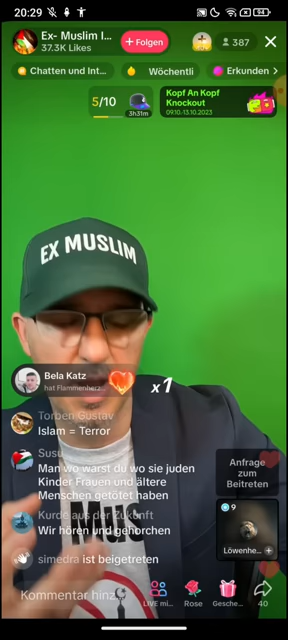 20:29
94
Ex- Muslim I...
37.3K Likes
+ Folgen
387
Chatten und Int...
Wöchentli
Erkunden
5/10
3h31m
Kopf An Kopf
Knockout
09.10-13.10.2023
EX MUSLIM
Bela Katz
hat Flammenherz...
x1
Torben Gustav
Islam = Terror
Susu
Man wo warst du wo sie juden
Kinder Frauen und ältere
Menschen getötet haben
Kurde aus der Zukunft
Wir hören und gehorchen
simedra ist beigetreten
Anfrage
zum
Beitreten
9
Löwenhe...
Kommentar hinz...
LIVE mi...
Rose
Gesche...
40